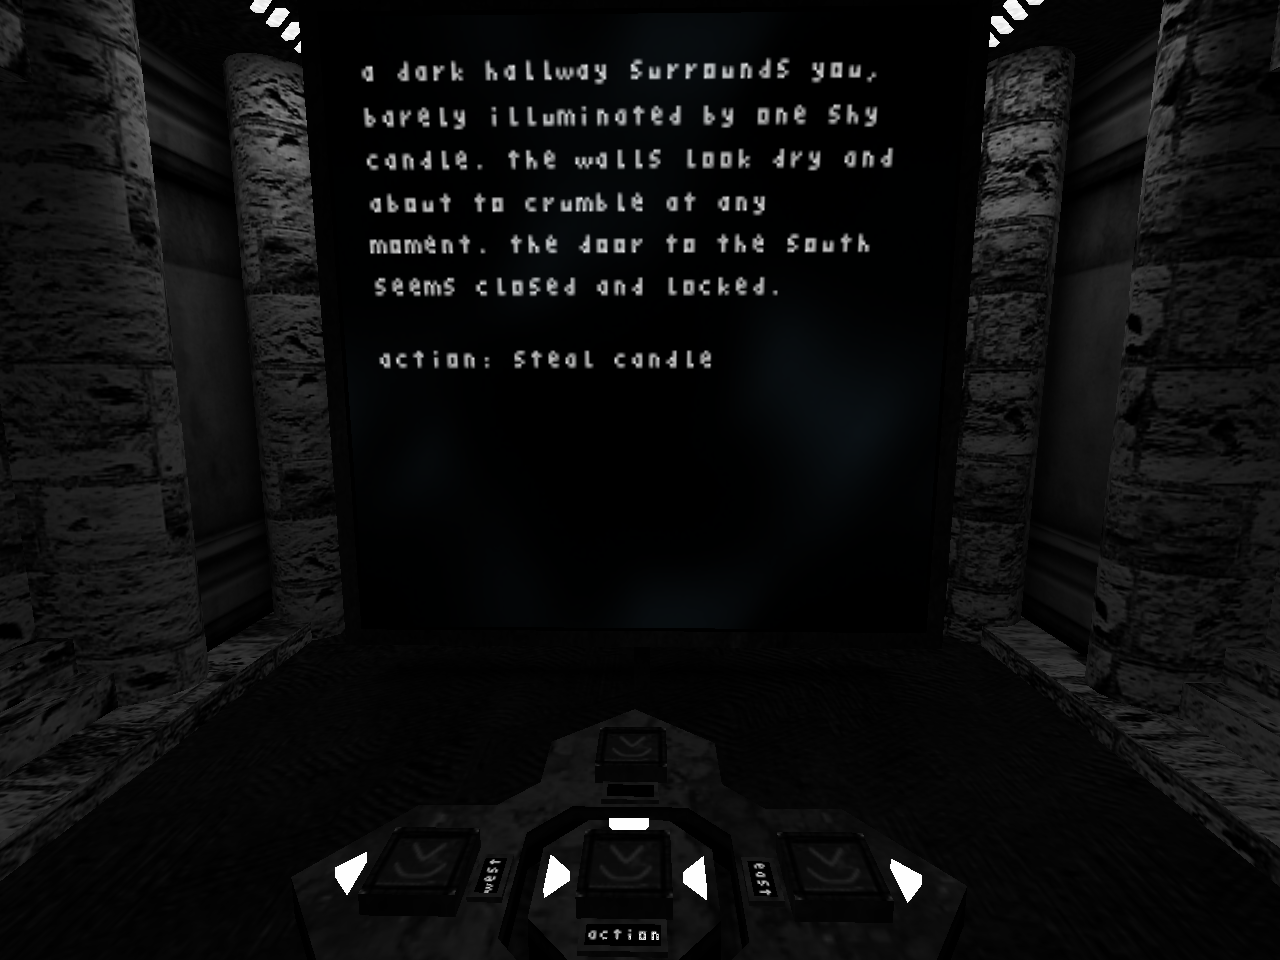 a dark hallway surrounds you,
barely illuminated by one shy
candle. the walls look dry and
about to crumble at any
moment. the door to the south
seems closed and locked.
action: steal candle
west
east
action